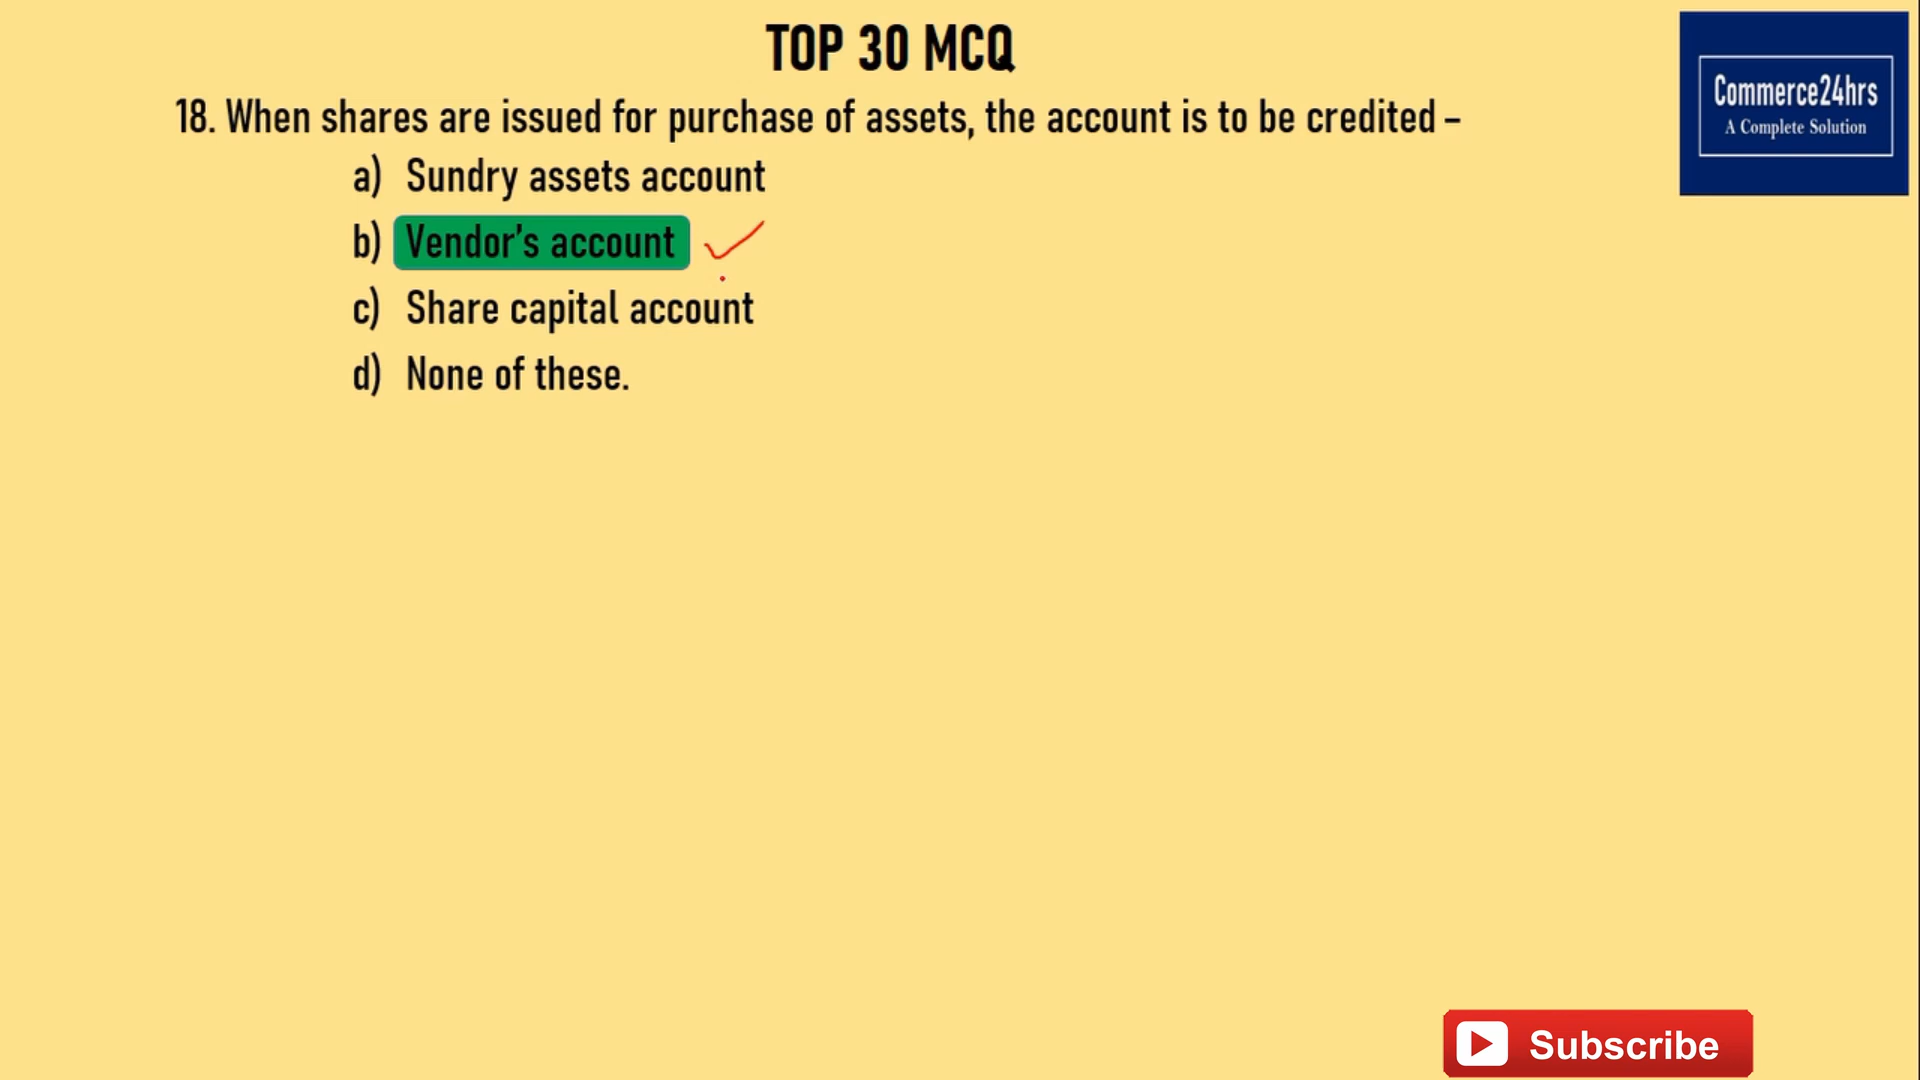 TOP 30 MCQ
Commerce24hrs
A Complete Solution
18. When shares are issued for purchase of assets, the account is to be credited –
a) Sundry assets account
b) Vendor’s account
c) Share capital account
d) None of these.
Subscribe